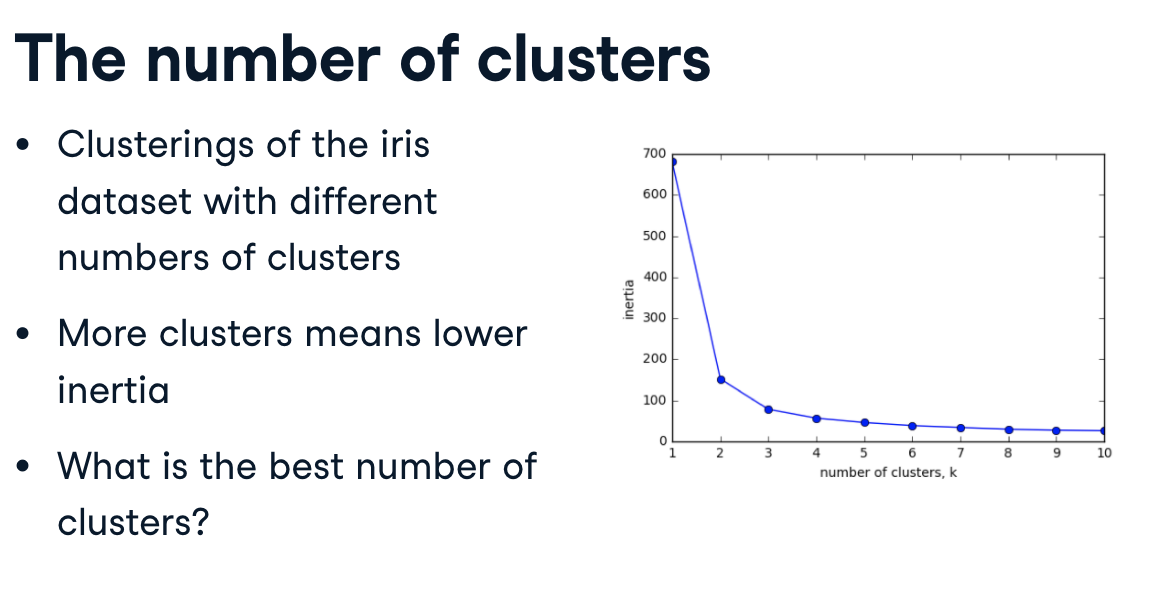 The number of clusters
• Clusterings of the iris
dataset with different
numbers of clusters
• More clusters means lower
inertia
• What is the best number of
clusters?
700
600
500
400
300
200
100
0
inertia
1 2 3 4 5 6 7 8 9 10
number of clusters, k